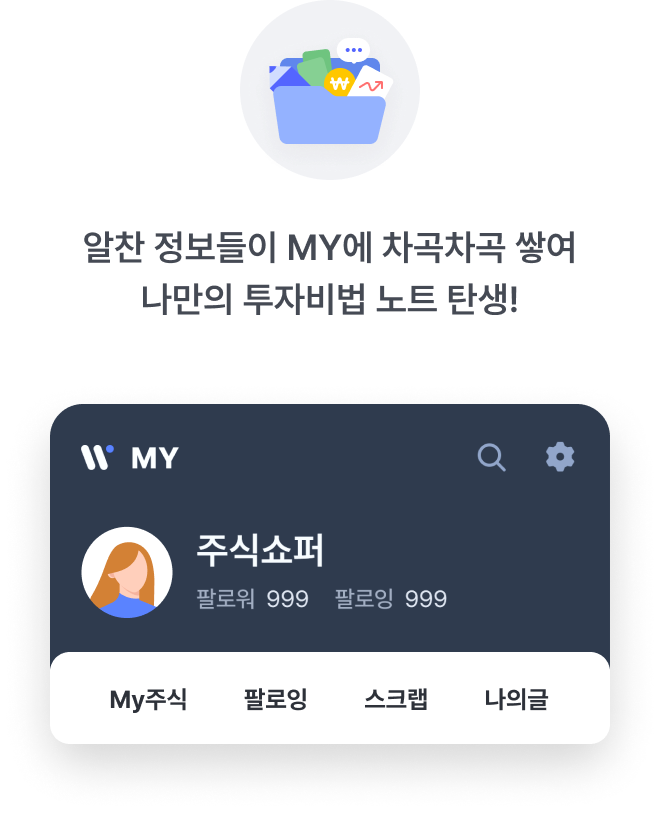 ₩
알찬 정보들이 MY에 차곡차곡 쌓여
나만의 투자비법 노트 탄생!
MY
주식쇼퍼
팔로워 999 팔로잉 999
My주식 팔로잉 스크랩 나의글